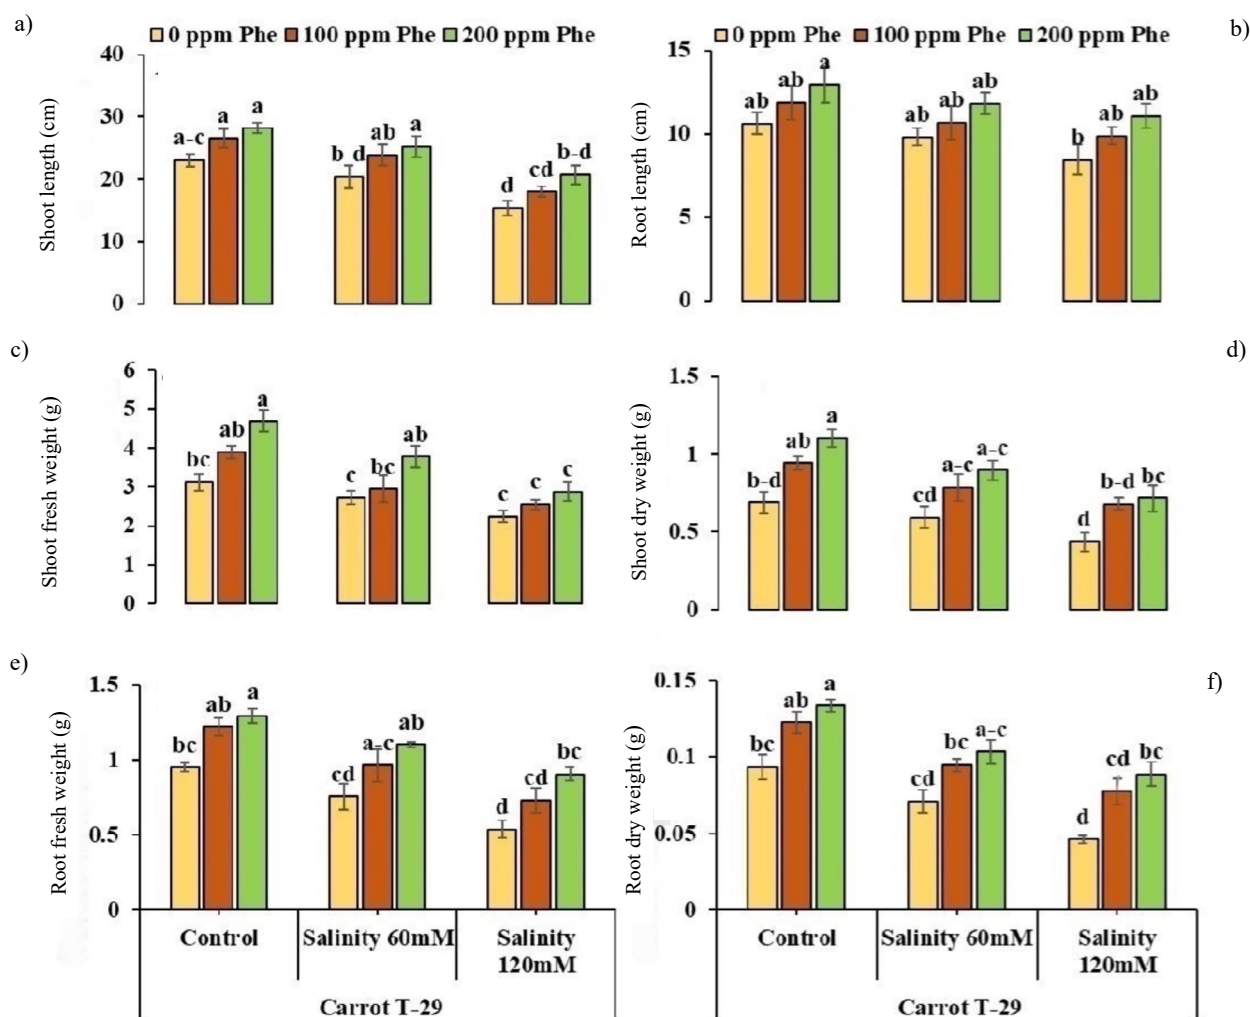 a)
0 ppm Phe 100 ppm Phe 200 ppm Phe
Shoot length (cm)
40
30
20
10
0
a-c a a
b-d ab a
d cd b-d
b)
0 ppm Phe 100 ppm Phe 200 ppm Phe
Root length (cm)
15
10
5
0
ab ab a
ab ab ab
b ab ab
c)
Shoot fresh weight (g)
6
5
4
3
2
1
0
bc ab a
c bc ab
c c c
d)
Shoot dry weight (g)
1.5
1
0.5
0
b-d ab a
cd a-c a-c
d b-d bc
e)
Root fresh weight (g)
1.5
1
0.5
0
bc ab a
cd a-c ab
d cd bc
Control Salinity 60mM Salinity
120mM
Carrot T-29
f)
Root dry weight (g)
0.15
0.1
0.05
0
bc ab a
cd bc a-c
d cd bc
Control Salinity 60mM Salinity
120mM
Carrot T-29